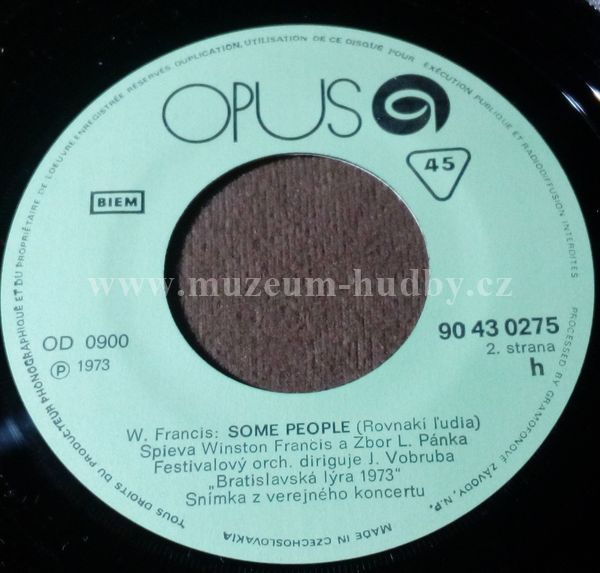 TOUS DROITS DU PRODUCTEUR PHONOGRAPHIQUE ET DU PROPRIÉTAIRE DE L'OEUVRE ENREGISTRÉE RÉSERVÉS DUPLICATION, UTILISATION DE CE DISQUE POUR EXÉCUTION PUBLIQUE ET RADIODIFFUSION INTERDITES
PROCESSED BY GRAMOFONOVÉ ZÁVODY, N.P.
OPUS
45
BIEM
www.muzeum-hudby.cz
OD 0900
90 43 0275
Ⓟ 1973
2. strana
h
W. Francis: SOME PEOPLE (Rovnakí ľudia)
Spieva Winston Francis a Zbor L. Pánka
Festivalový orch. diriguje J. Vobruba
„Bratislavská lýra 1973"
Snímka z verejného koncertu
MADE IN CZECHOSLOVAKIA